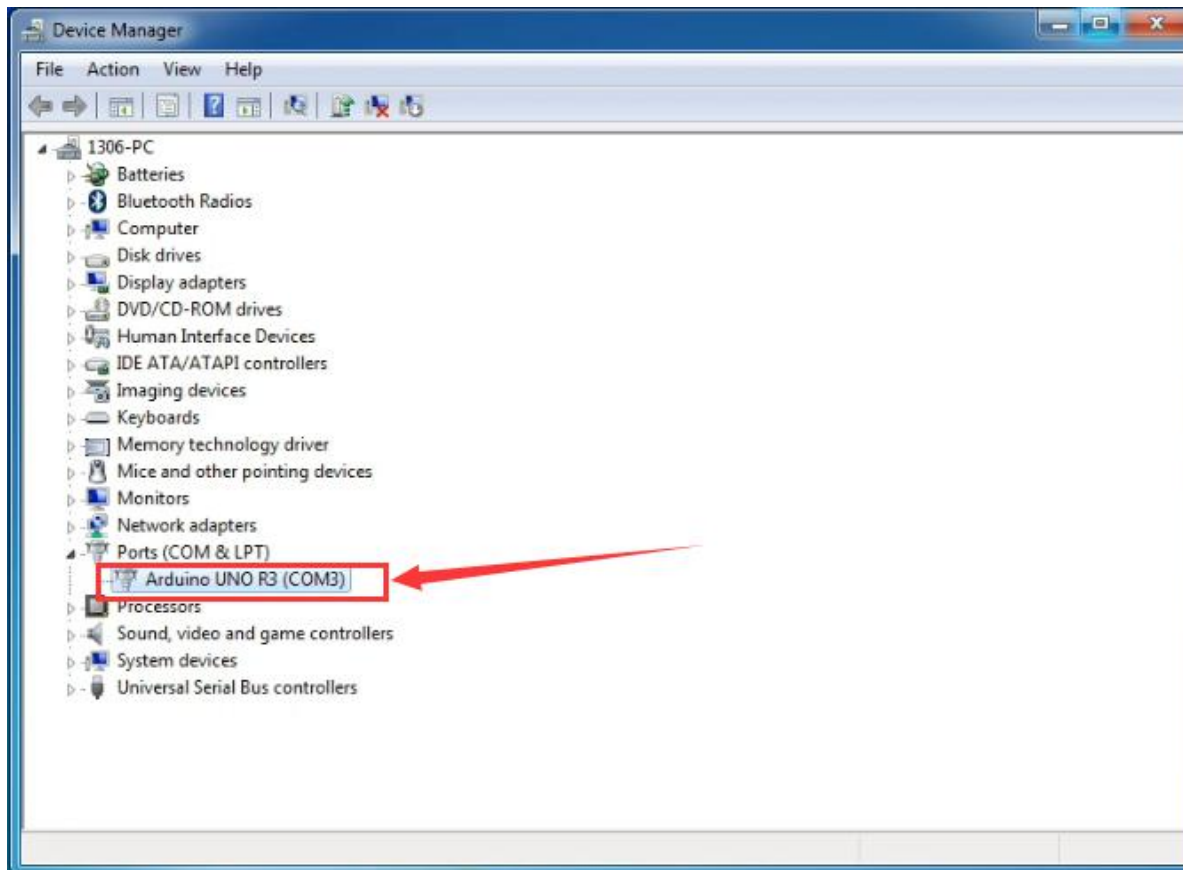 Device Manager
File Action View Help
1306-PC
Batteries
Bluetooth Radios
Computer
Disk drives
Display adapters
DVD/CD-ROM drives
Human Interface Devices
IDE ATA/ATAPI controllers
Imaging devices
Keyboards
Memory technology driver
Mice and other pointing devices
Monitors
Network adapters
Ports (COM & LPT)
Arduino UNO R3 (COM3)
Processors
Sound, video and game controllers
System devices
Universal Serial Bus controllers